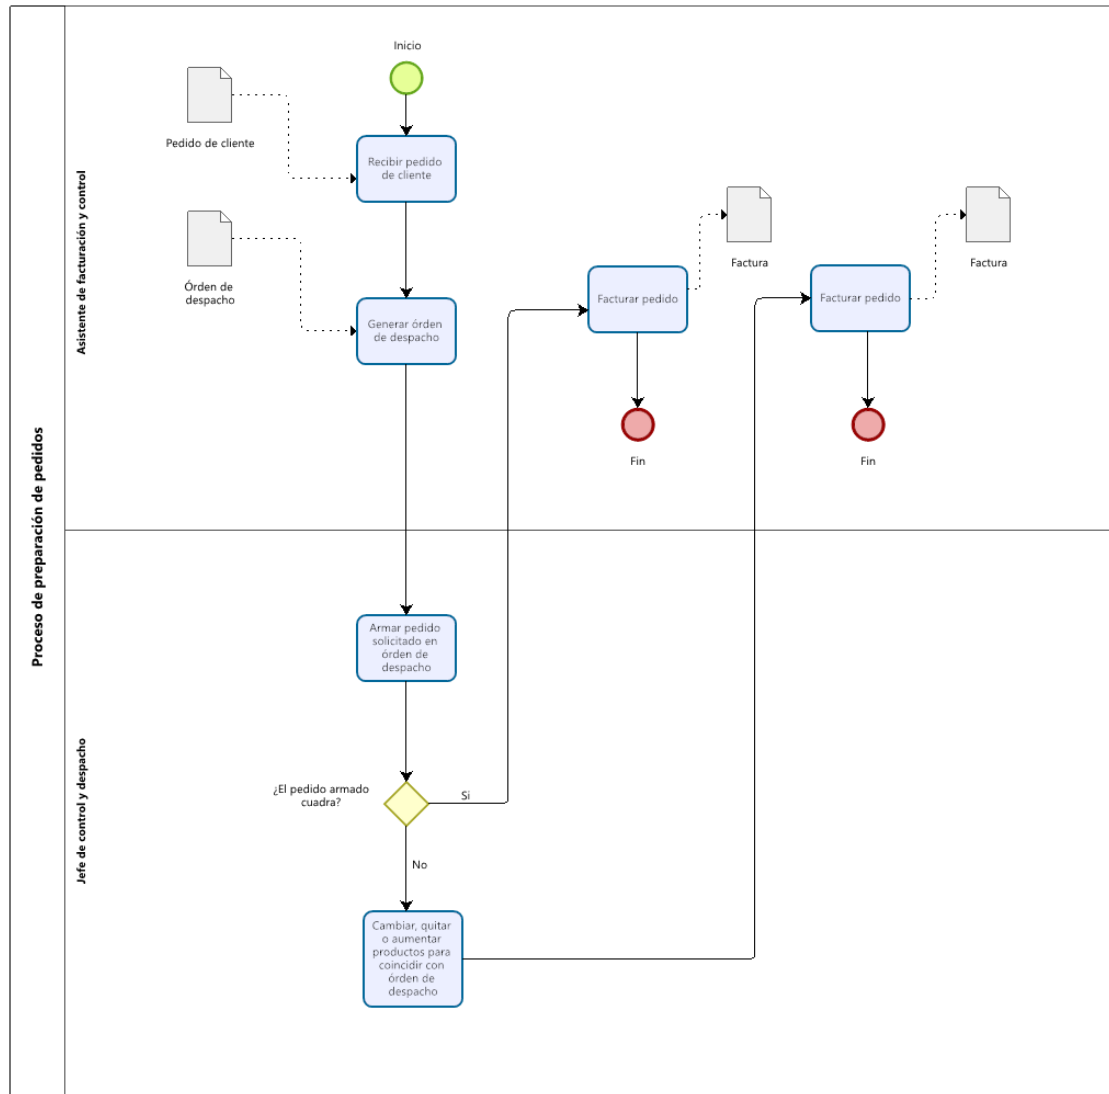 Proceso de preparación de pedidos
Asistente de facturación y control
Inicio
Pedido de cliente
Recibir pedido
de cliente
Órden de
despacho
Generar órden
de despacho
Facturar pedido
Factura
Fin
Facturar pedido
Factura
Fin
Jefe de control y despacho
Armar pedido
solicitado en
órden de
despacho
¿El pedido armado
cuadra?
Si
No
Cambiar, quitar
o aumentar
productos para
coincidir con
órden de
despacho